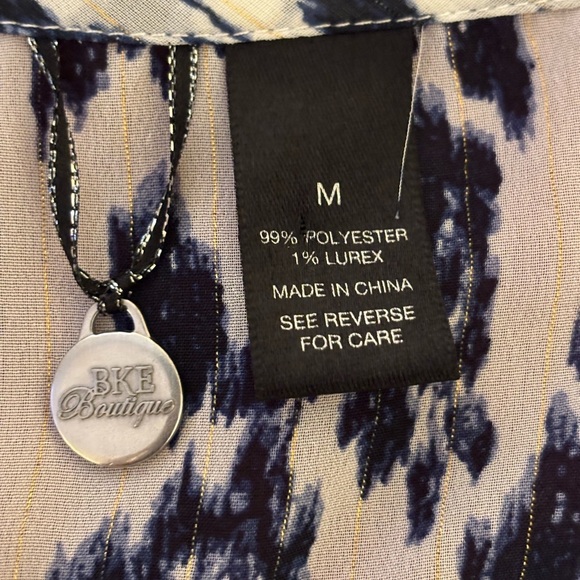 BKE
Boutique
M
99% POLYESTER
1% LUREX
MADE IN CHINA
SEE REVERSE
FOR CARE